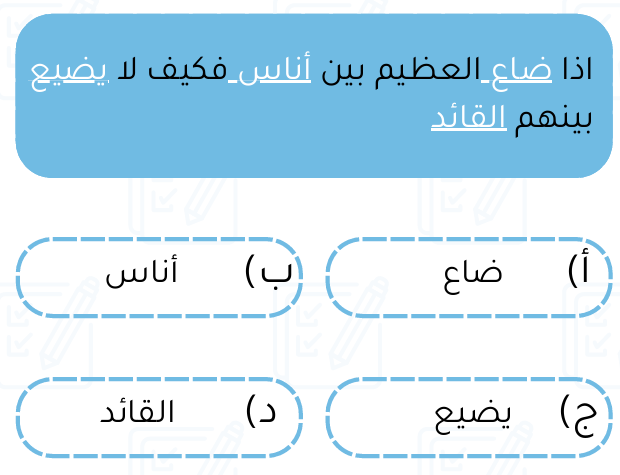 اذا ضاع العظيم بين أناس فكيف لا يضيع
بينهم القائد
أ) ضاع
ب) أناس
ج) يضيع
د) القائد